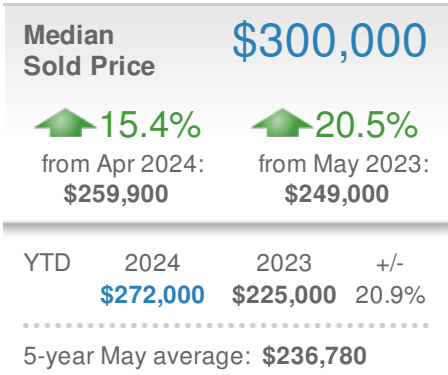 Median
Sold Price
$300,000
15.4%
from Apr 2024:
$259,900
20.5%
from May 2023:
$249,000
YTD 2024 2023 +/-
$272,000 $225,000 20.9%
5-year May average: $236,780